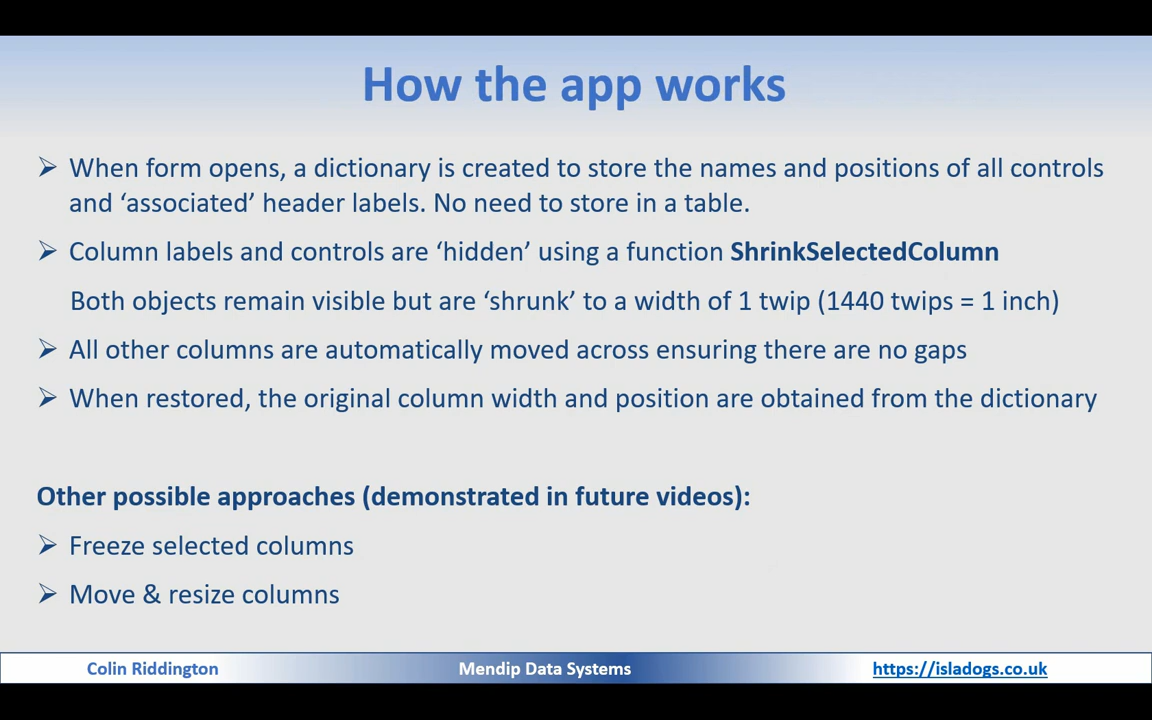 How the app works
When form opens, a dictionary is created to store the names and positions of all controls
and ‘associated’ header labels. No need to store in a table.
Column labels and controls are ‘hidden’ using a function ShrinkSelectedColumn
Both objects remain visible but are ‘shrunk’ to a width of 1 twip (1440 twips = 1 inch)
All other columns are automatically moved across ensuring there are no gaps
When restored, the original column width and position are obtained from the dictionary
Other possible approaches (demonstrated in future videos):
Freeze selected columns
Move & resize columns
Colin Riddington
Mendip Data Systems
https://isladogs.co.uk